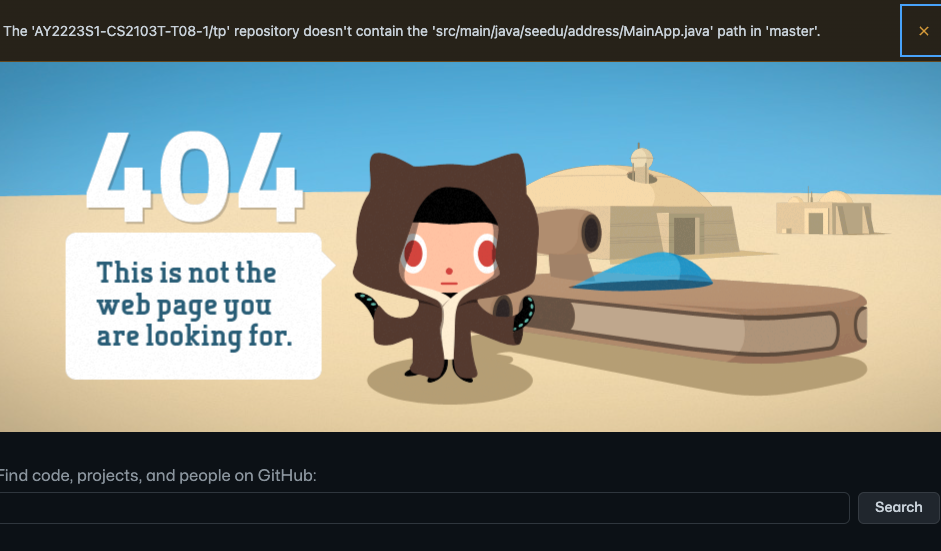 The 'AY2223S1-CS2103T-T08-1/tp' repository doesn't contain the 'src/main/java/seedu/address/MainApp.java' path in 'master'.
404
This is not the
web page you
are looking for.
Find code, projects, and people on GitHub:
Search